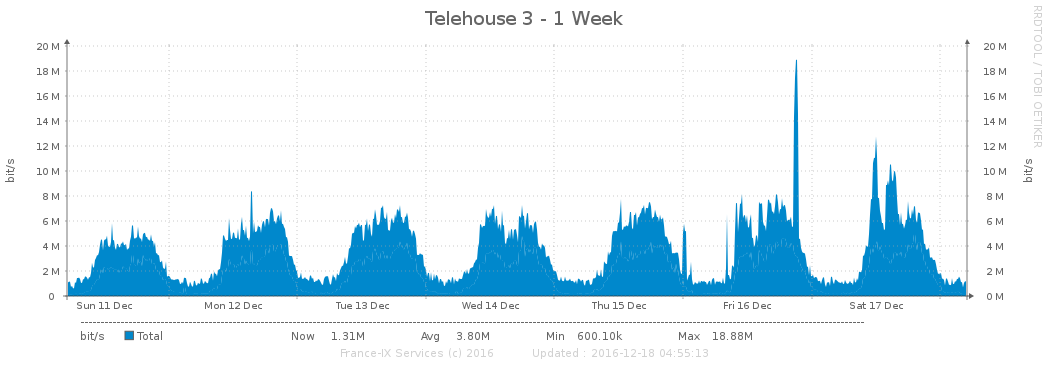 Telehouse 3 - 1 Week
RRDTOOL / TOBI OETIKER
bit/s
20 M 20 M
18 M 18 M
16 M 16 M
14 M 14 M
12 M 12 M
10 M 10 M
8 M 8 M
6 M 6 M
4 M 4 M
2 M 2 M
0 0 M
bit/s
Sun 11 Dec Mon 12 Dec Tue 13 Dec Wed 14 Dec Thu 15 Dec Fri 16 Dec Sat 17 Dec
bit/s Total Now 1.31M Avg 3.80M Min 600.10k Max 18.88M
France-IX Services (c) 2016 Updated : 2016-12-18 04:55:13